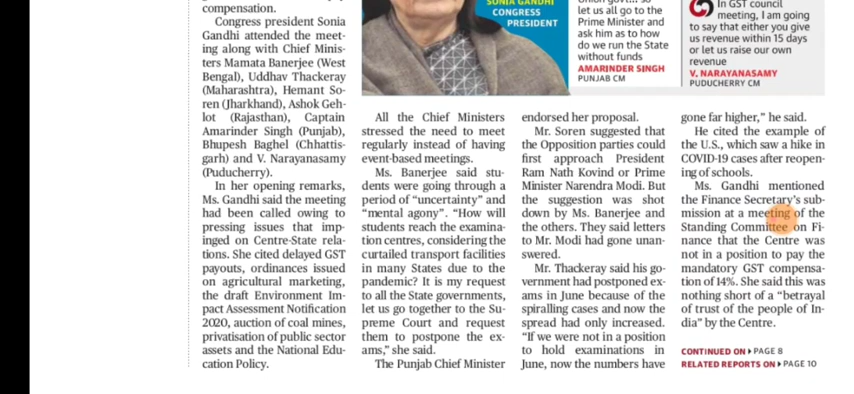 compensation.
Congress president Sonia
Gandhi attended the meet-
ing along with Chief Minis-
ters Mamata Banerjee (West
Bengal), Uddhav Thackeray
(Maharashtra), Hemant So-
ren (Jharkhand), Ashok Geh-
lot (Rajasthan), Captain
Amarinder Singh (Punjab),
Bhupesh Baghel (Chhattis-
garh) and V. Narayanasamy
(Puducherry).
In her opening remarks,
Ms. Gandhi said the meeting
had been called owing to
pressing issues that imp-
inged on Centre-State rela-
tions. She cited delayed GST
payouts, ordinances issued
on agricultural marketing,
the draft Environment Im-
pact Assessment Notification
2020, auction of coal mines,
privatisation of public sector
assets and the National Edu-
cation Policy.
SONIA GANDHI
CONGRESS
PRESIDENT
let us all go to the
Prime Minister and
ask him as to how
do we run the State
without funds
AMARINDER SINGH
PUNJAB CM
In GST council
meeting, I am going
to say that either you give
us revenue within 15 days
or let us raise our own
revenue
V. NARAYANASAMY
PUDUCHERRY CM
All the Chief Ministers
stressed the need to meet
regularly instead of having
event-based meetings.
Ms. Banerjee said stu-
dents were going through a
period of “uncertainty” and
“mental agony”. “How will
students reach the examina-
tion centres, considering the
curtailed transport facilities
in many States due to the
pandemic? It is my request
to all the State governments,
let us go together to the Su-
preme Court and request
them to postpone the ex-
ams,” she said.
The Punjab Chief Minister
endorsed her proposal.
Mr. Soren suggested that
the Opposition parties could
first approach President
Ram Nath Kovind or Prime
Minister Narendra Modi. But
the suggestion was shot
down by Ms. Banerjee and
the others. They said letters
to Mr. Modi had gone unan-
swered.
Mr. Thackeray said his go-
vernment had postponed ex-
ams in June because of the
spiralling cases and now the
spread had only increased.
“If we were not in a position
to hold examinations in
June, now the numbers have
gone far higher,” he said.
He cited the example of
the U.S., which saw a hike in
COVID-19 cases after reopen-
ing of schools.
Ms. Gandhi mentioned
the Finance Secretary’s sub-
mission at a meeting of the
Standing Committee on Fi-
nance that the Centre was
not in a position to pay the
mandatory GST compensa-
tion of 14%. She said this was
nothing short of a “betrayal
of trust of the people of In-
dia” by the Centre.
CONTINUED ON ▸ PAGE 8
RELATED REPORTS ON ▸ PAGE 10